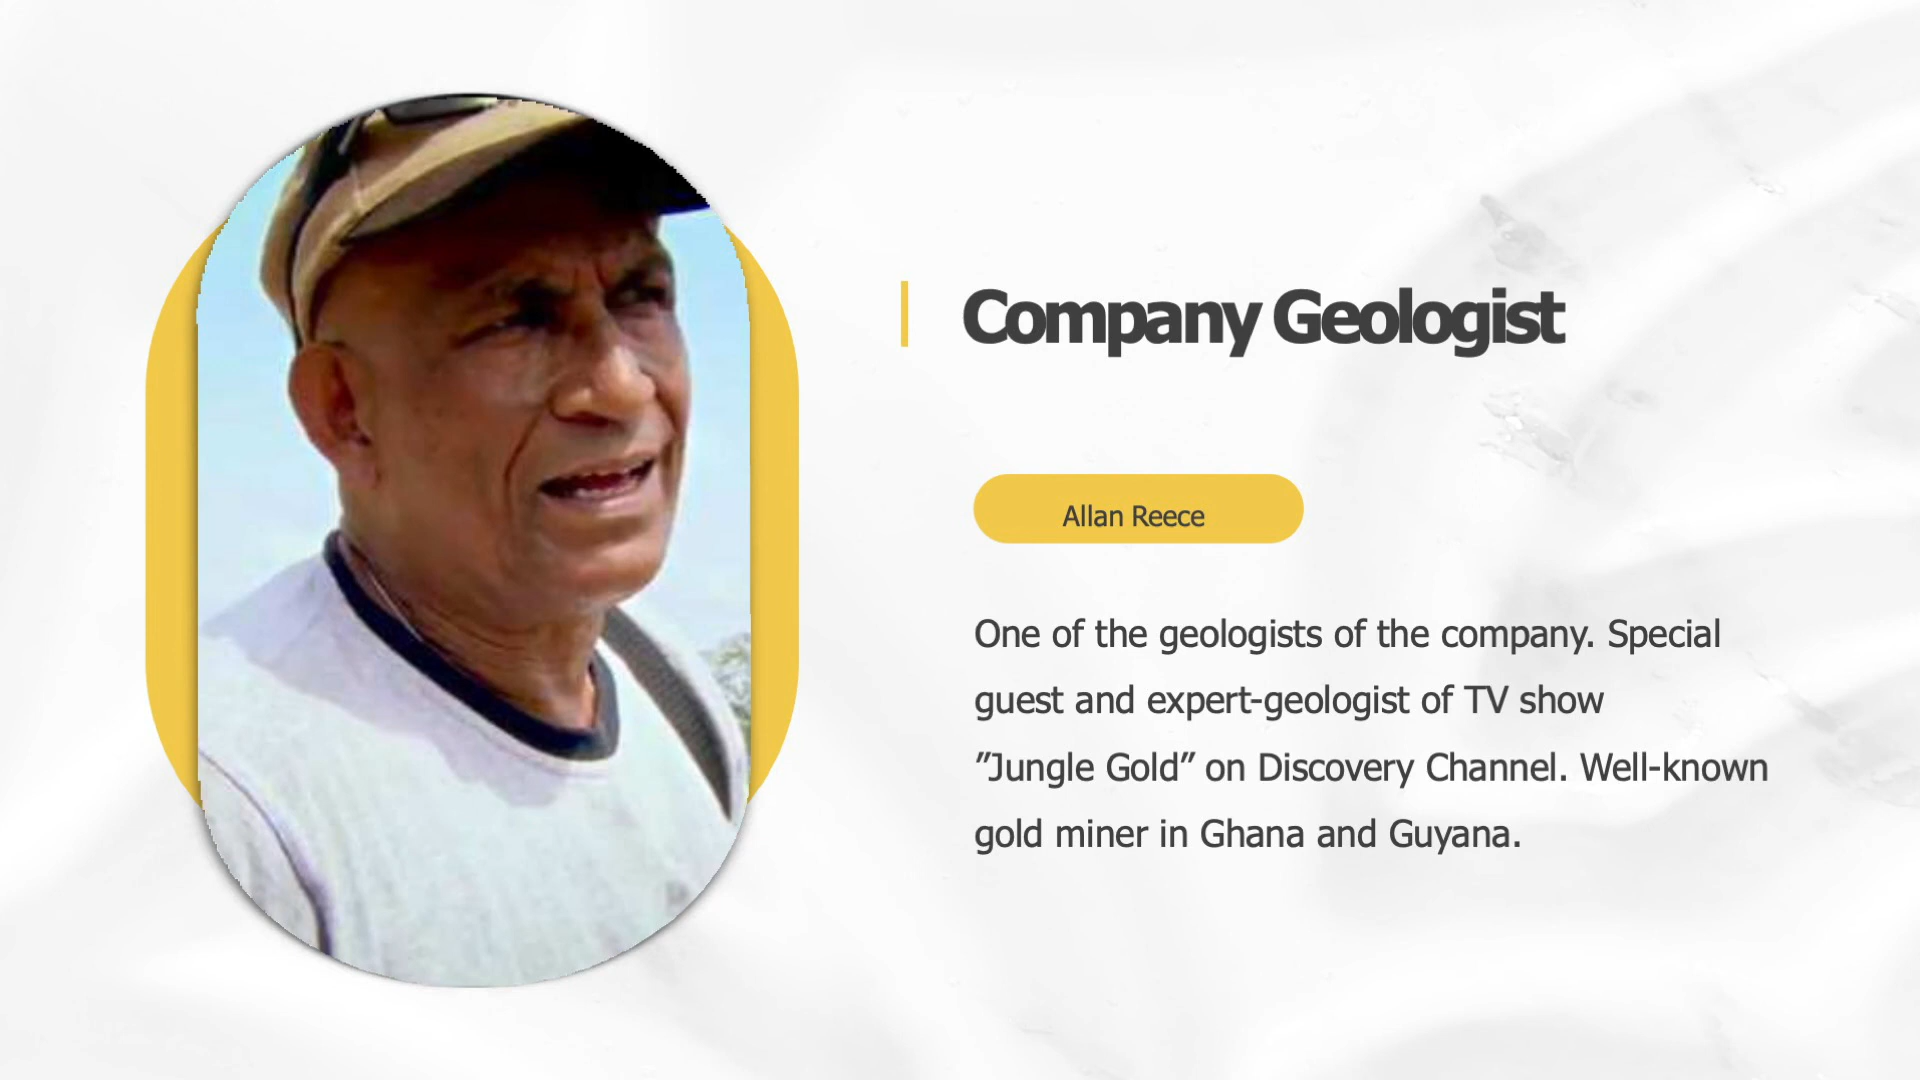 Company Geologist
Allan Reece
One of the geologists of the company. Special
guest and expert-geologist of TV show
”Jungle Gold” on Discovery Channel. Well-known
gold miner in Ghana and Guyana.